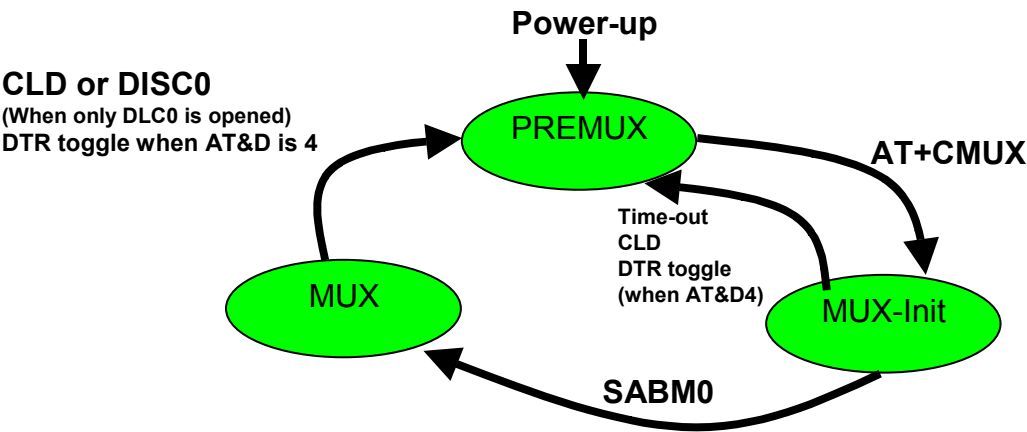 Power-up
CLD or DISC0
(When only DLC0 is opened)
DTR toggle when AT&D is 4
PREMUX
AT+CMUX
Time-out
CLD
DTR toggle
(when AT&D4)
MUX
MUX-Init
SABM0